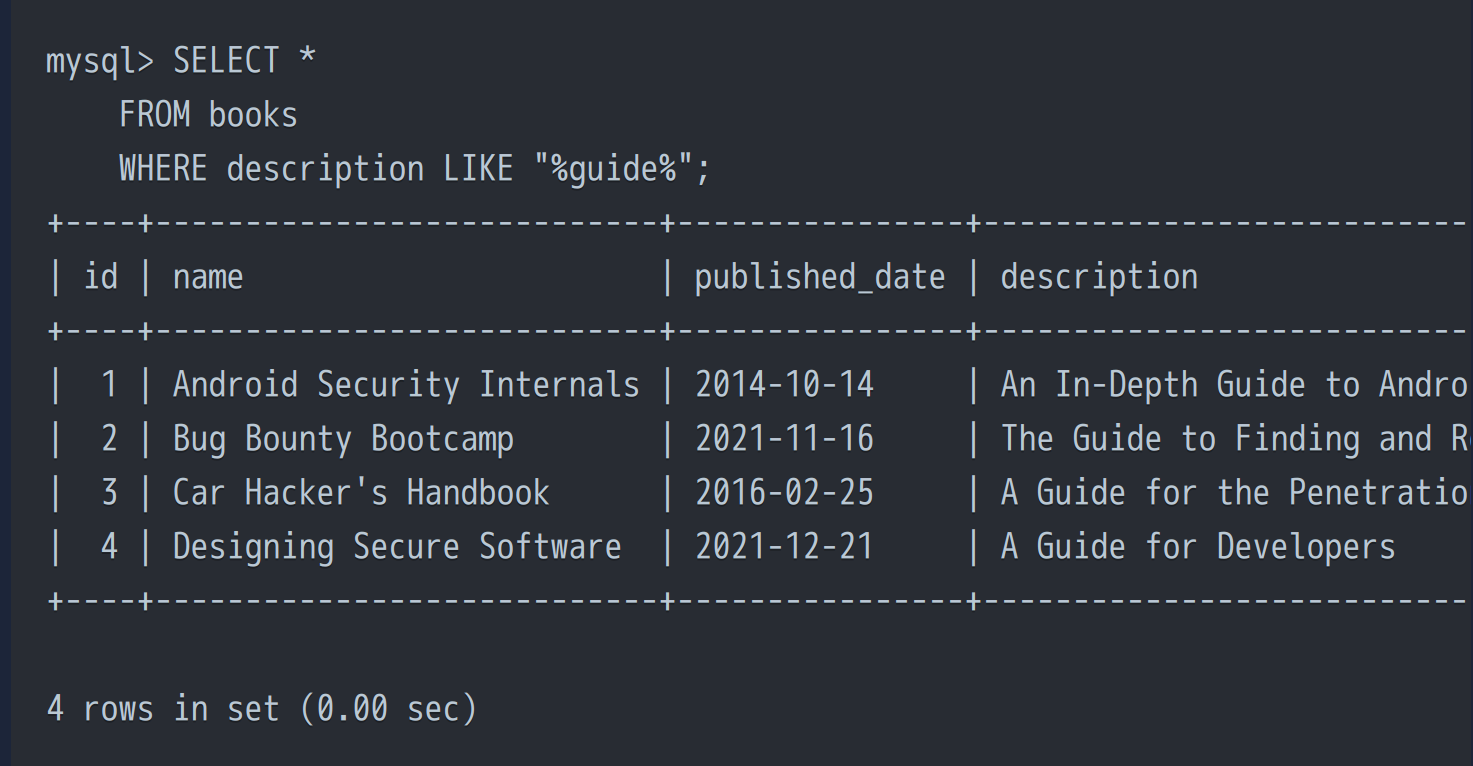 mysql> SELECT *
    FROM books
    WHERE description LIKE "%guide%";
+----+----------------------------+----------------+---------------------------
| id | name                       | published_date | description
+----+----------------------------+----------------+---------------------------
|  1 | Android Security Internals | 2014-10-14     | An In-Depth Guide to Andro
|  2 | Bug Bounty Bootcamp        | 2021-11-16     | The Guide to Finding and R
|  3 | Car Hacker's Handbook      | 2016-02-25     | A Guide for the Penetratio
|  4 | Designing Secure Software  | 2021-12-21     | A Guide for Developers
+----+----------------------------+----------------+---------------------------
4 rows in set (0.00 sec)